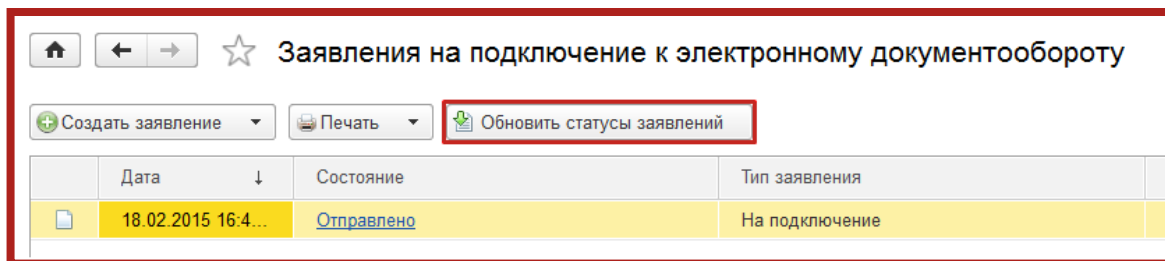 Заявления на подключение к электронному документообороту
Создать заявление Печать Обновить статусы заявлений
Дата ↓ Состояние Тип заявления
18.02.2015 16:4... Отправлено На подключение